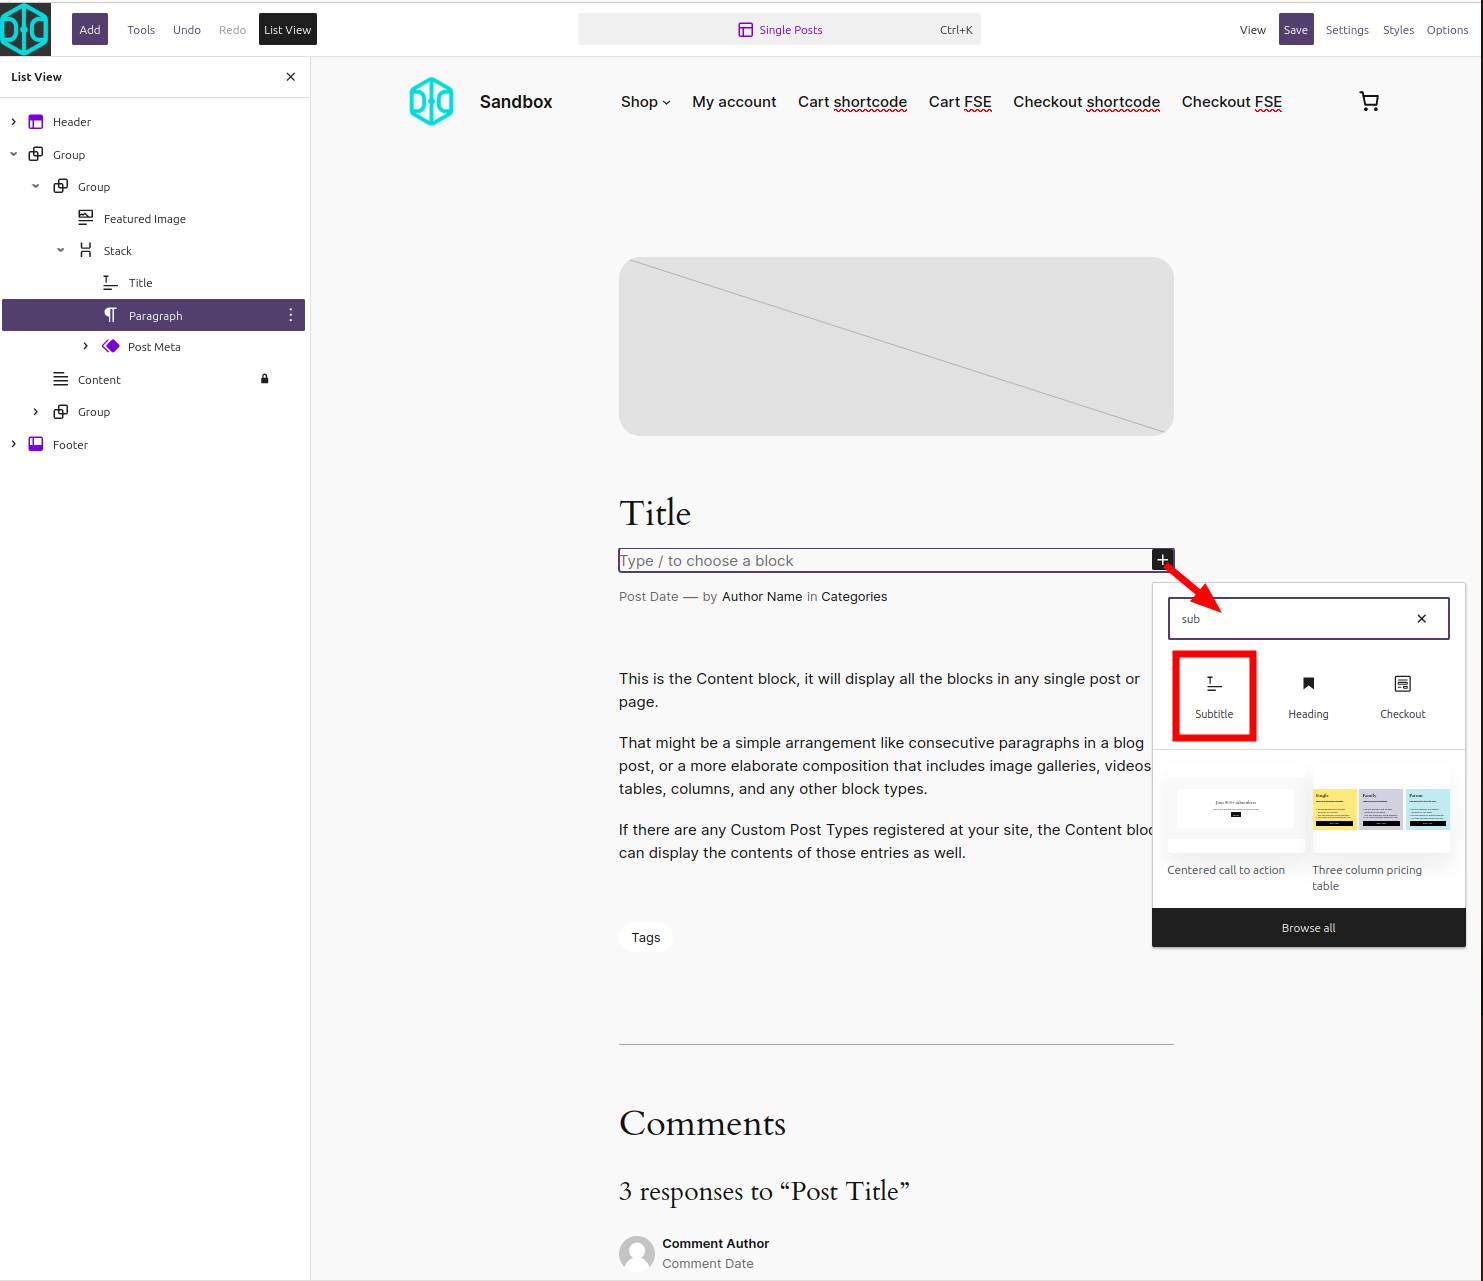 Add Tools Undo Redo List View Single Posts Ctrl+K View Save Settings Styles Options
List View
Header
Group
Group
Featured Image
Stack
Title
Paragraph
Post Meta
Content
Group
Footer
Sandbox Shop My account Cart shortcode Cart FSE Checkout shortcode Checkout FSE
Title
Type / to choose a block
Post Date — by Author Name in Categories
This is the Content block, it will display all the blocks in any single post or
page.
That might be a simple arrangement like consecutive paragraphs in a blog
post, or a more elaborate composition that includes image galleries, videos
tables, columns, and any other block types.
If there are any Custom Post Types registered at your site, the Content bloc
can display the contents of those entries as well.
Tags
Comments
3 responses to “Post Title”
Comment Author
Comment Date
sub
Subtitle Heading Checkout
Join 900+ subscribers
Single Family Patron
Centered call to action
Three column pricing
table
Browse all